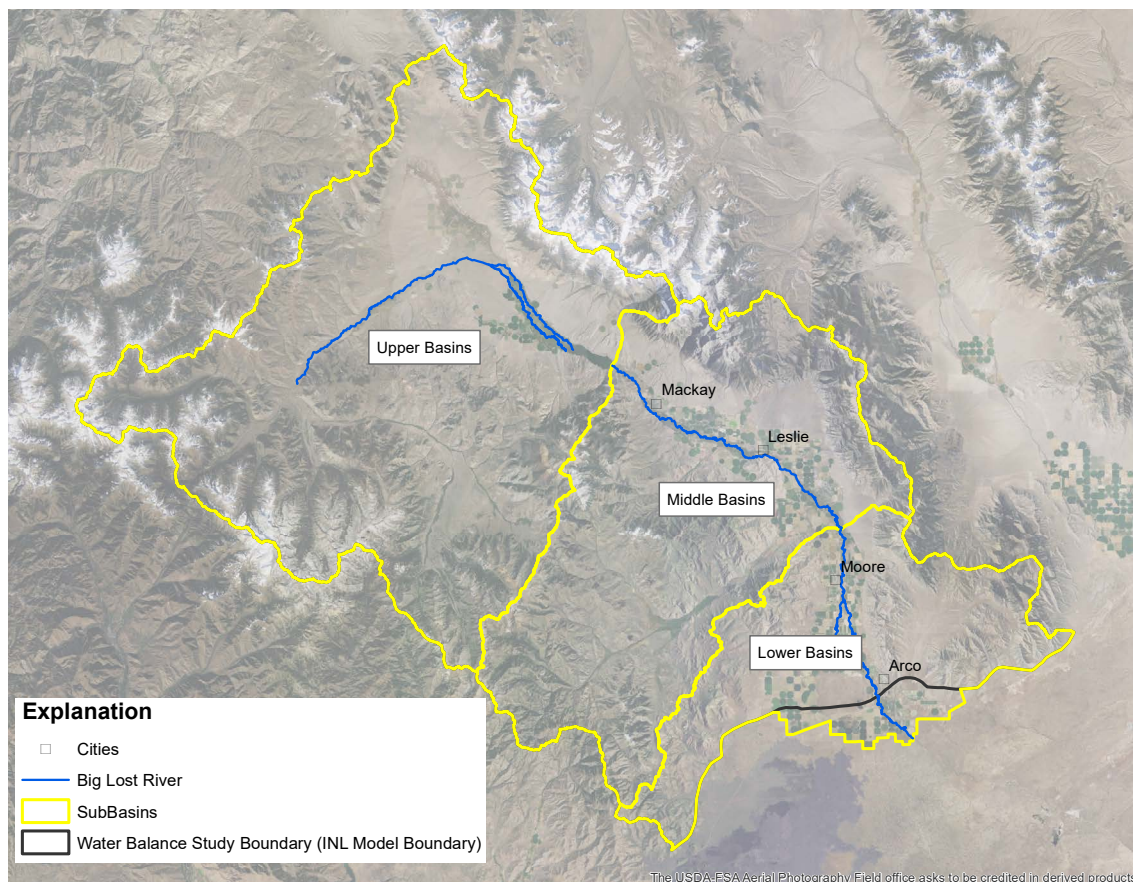 Upper Basins
Mackay
Leslie
Middle Basins
Moore
Lower Basins
Arco
Explanation
Cities
Big Lost River
SubBasins
Water Balance Study Boundary (INL Model Boundary)
The USDA-FSA Aerial Photography Field office asks to be credited in derived products